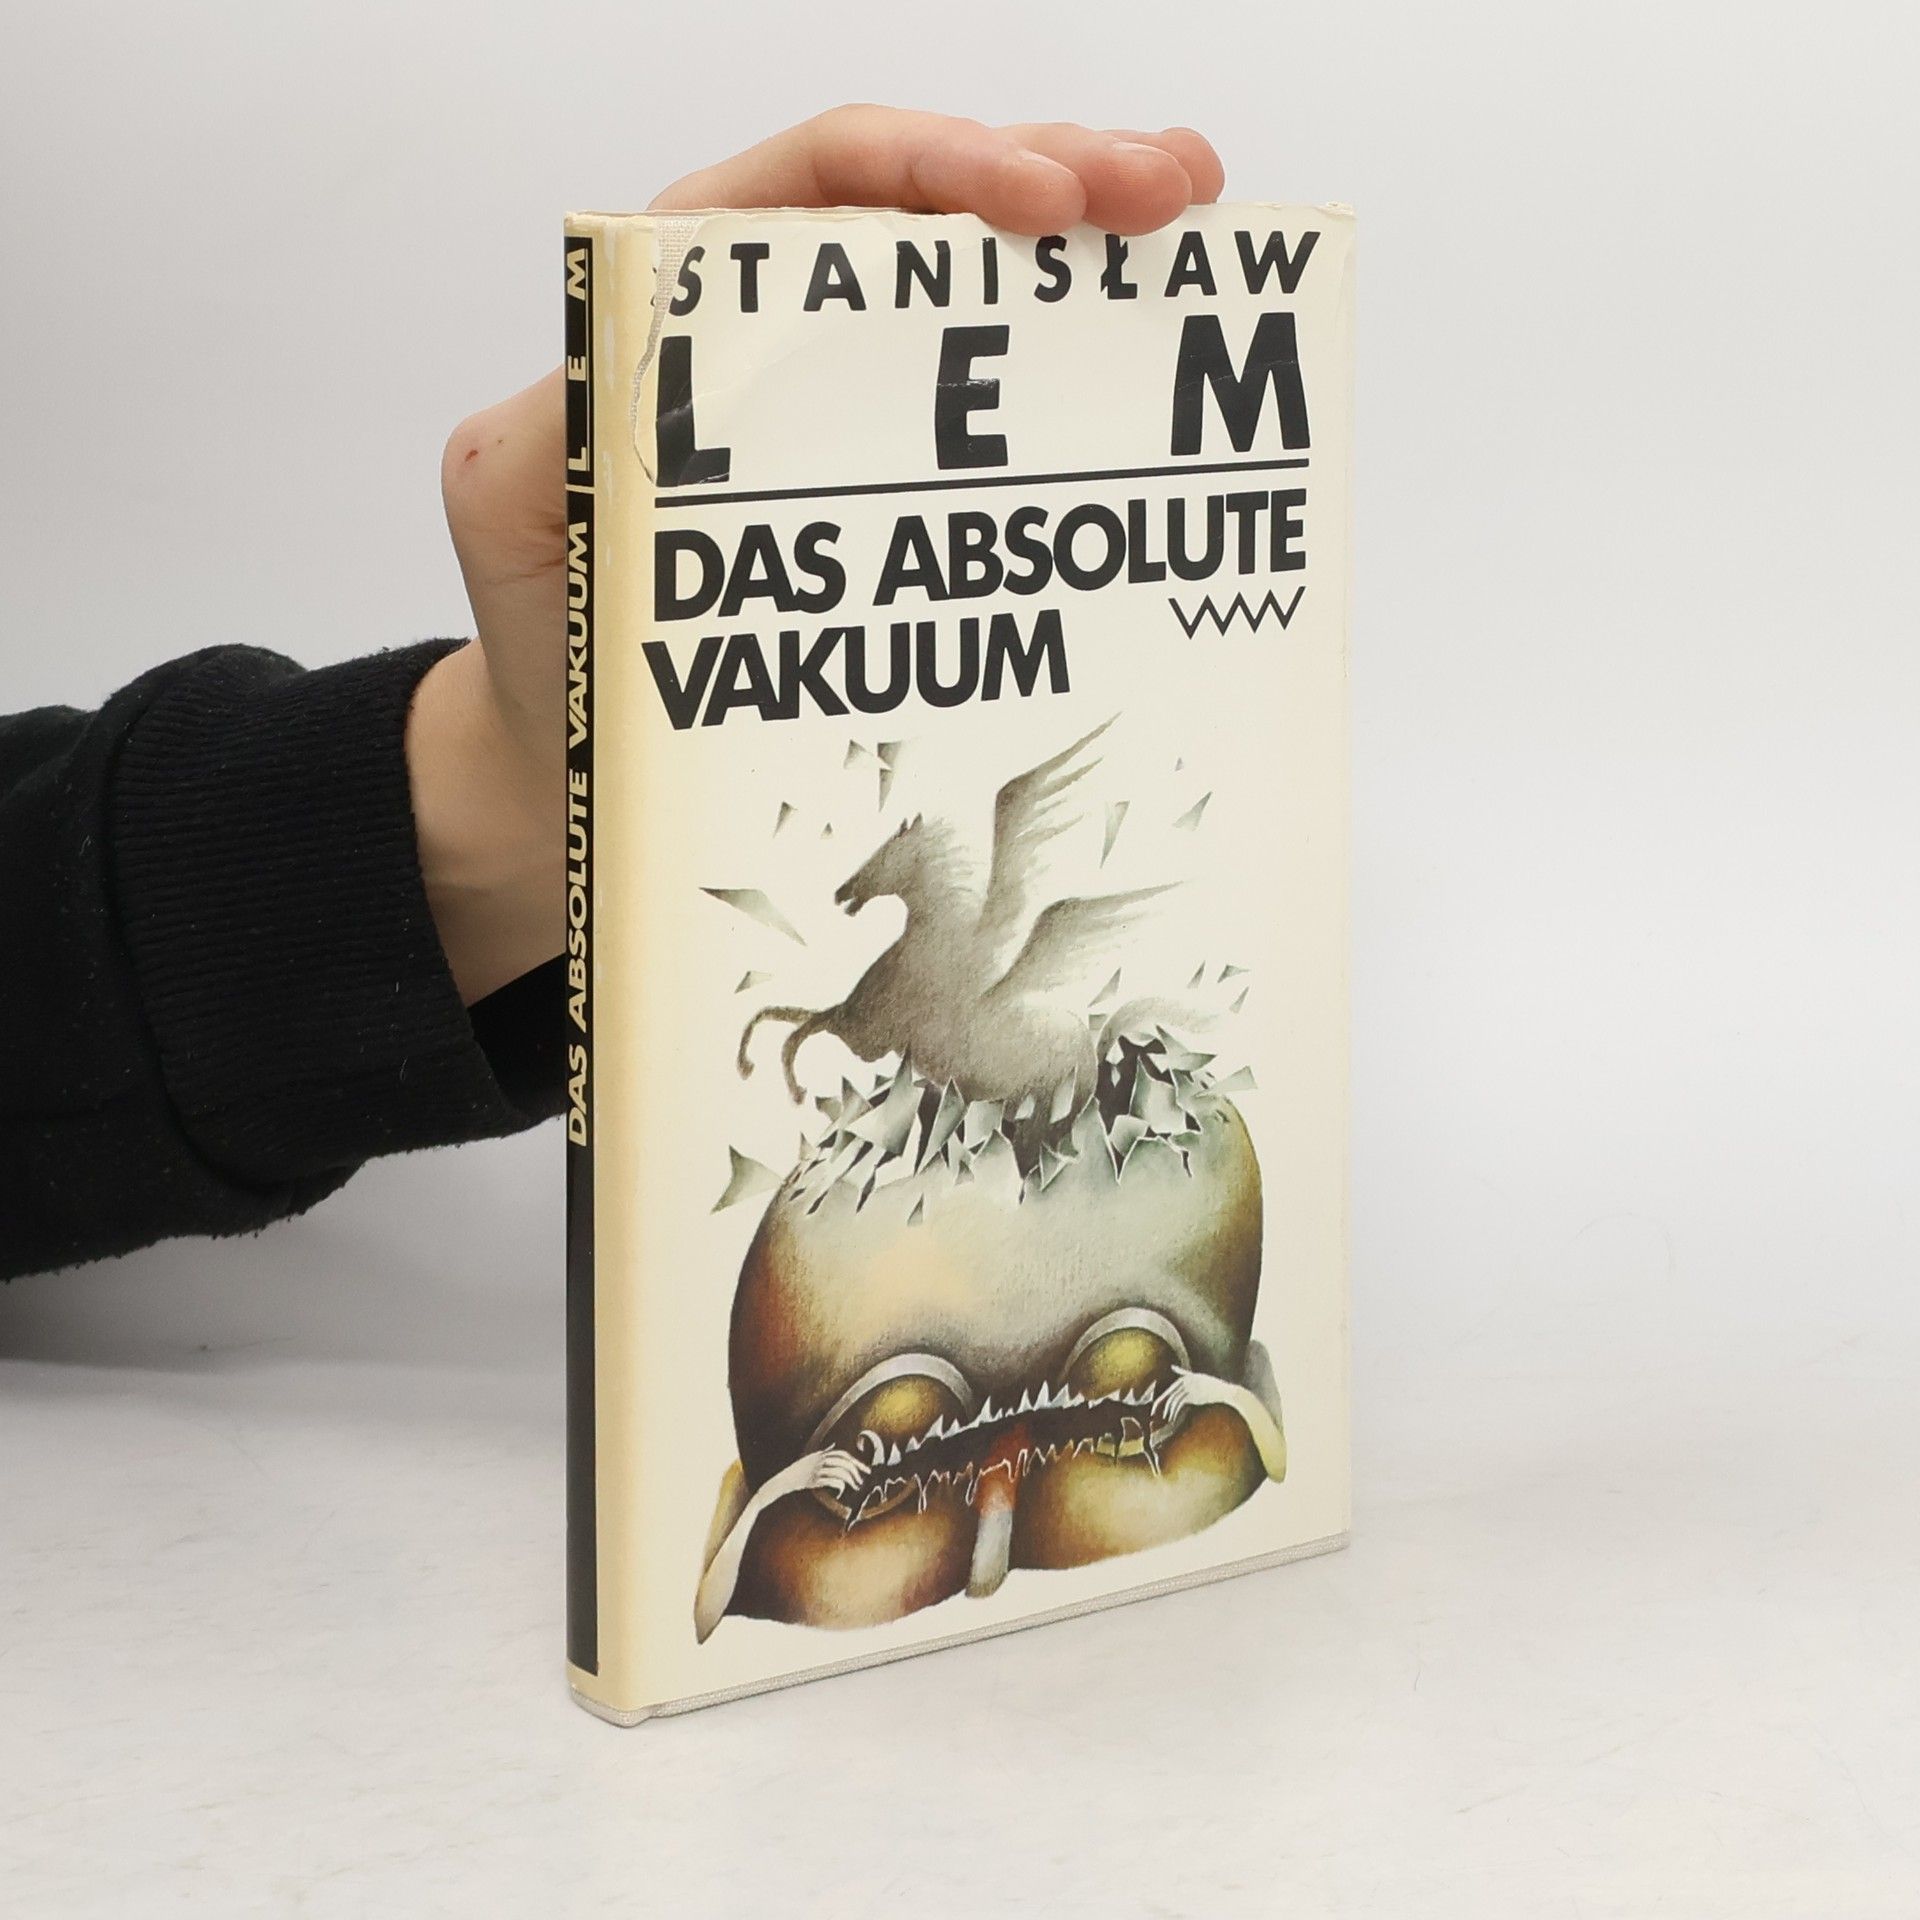 STANISŁAW
LEM
DAS ABSOLUTE
VAKUUM
DAS ABSOLUTE VAKUUM LEM